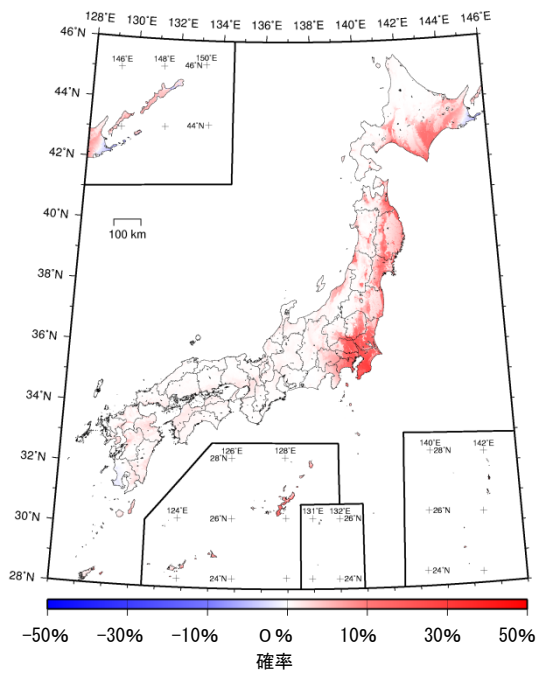 128°E 130°E 132°E 134°E 136°E 138°E 140°E 142°E 144°E 146°E
46°N
146°E 148°E 150°E
46°N
44°N
44°N
42°N
40°N
100 km
38°N
36°N
34°N
32°N
126°E 128°E
28°N
140°E 142°E
28°N
30°N
124°E
26°N
131°E 132°E
26°N
26°N
28°N
24°N
24°N
24°N
-50% -30% -10% 0% 10% 30% 50%
確率